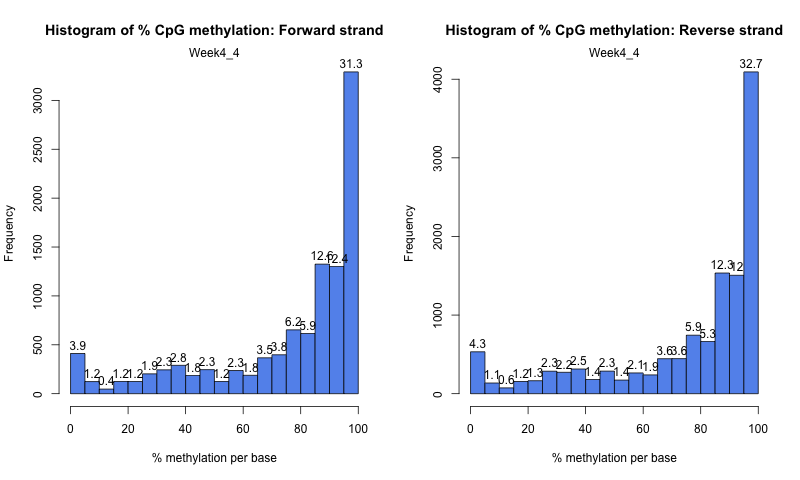 Histogram of % CpG methylation: Forward strand
Week4_4
Frequency
0 500 1000 1500 2000 2500 3000
3.9 1.2 0.4 1.2 1.2 1.9 2.3 2.8 1.8 2.3 1.2 2.3 1.8 3.5 3.8 6.2 5.9 12.6 12.4 31.3
0 20 40 60 80 100
% methylation per base
Histogram of % CpG methylation: Reverse strand
Week4_4
Frequency
0 1000 2000 3000 4000
4.3 1.1 0.6 1.2 1.3 2.3 2.2 2.5 1.4 2.3 1.4 2.1 1.9 3.6 3.6 5.9 5.3 12.3 12 32.7
0 20 40 60 80 100
% methylation per base